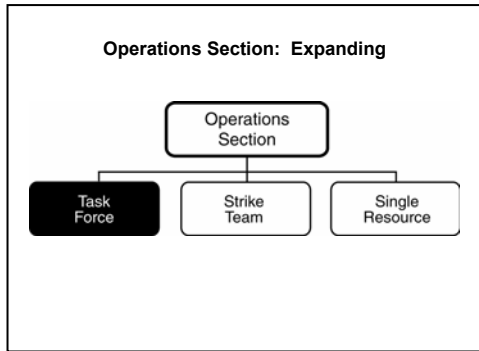 Operations Section:  Expanding
Operations
Section
Task
Force
Strike
Team
Single
Resource